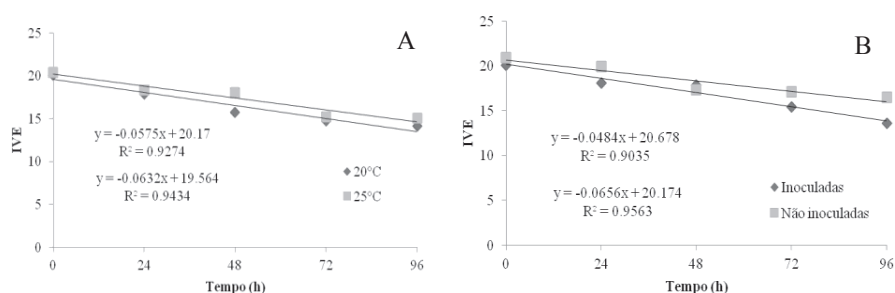 A
25
20
15
10
5
0
IVE
y = -0.0575x + 20.17
R² = 0.9274
y = -0.0632x + 19.564
R² = 0.9434
20°C
25°C
0 24 48 72 96
Tempo (h)
B
25
20
15
10
5
0
IVE
y = -0.0484x + 20.678
R² = 0.9035
y = -0.0656x + 20.174
R² = 0.9563
Inoculadas
Não inoculadas
0 24 48 72 96
Tempo (h)